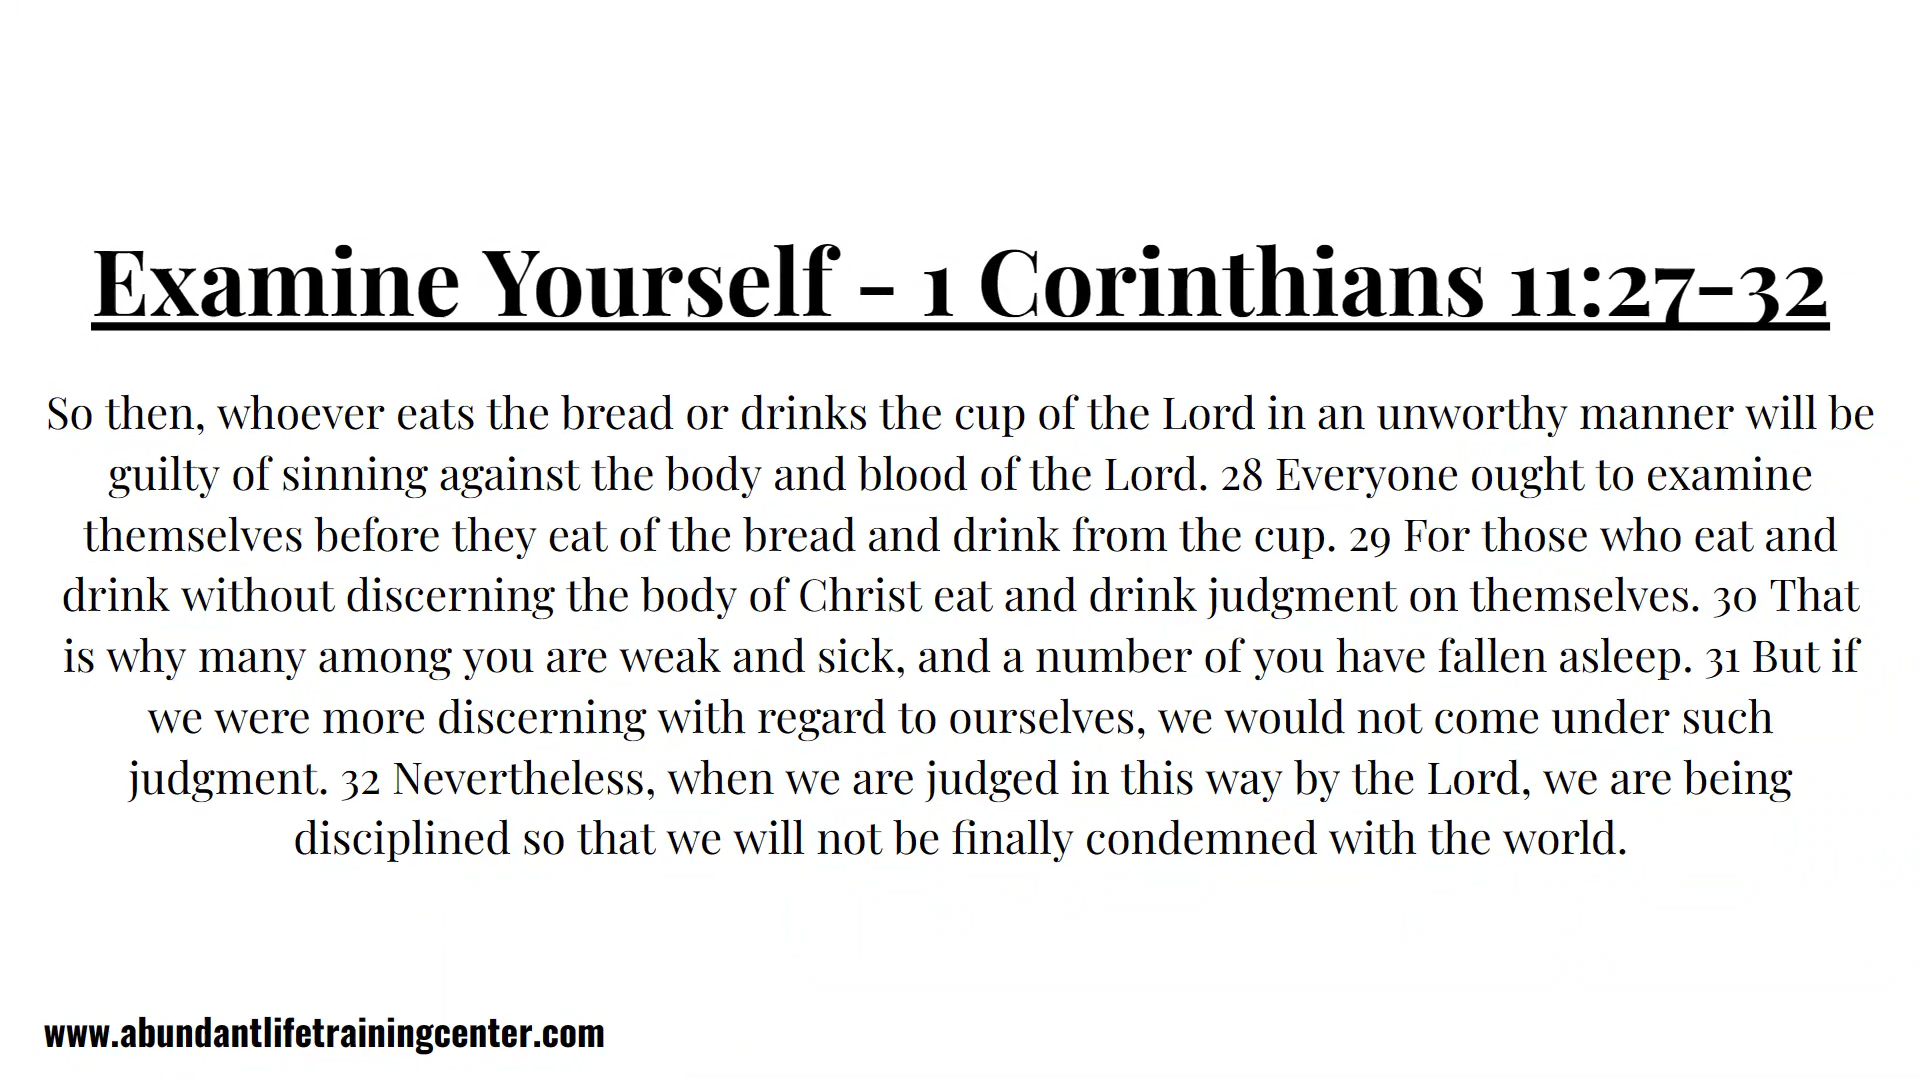 Examine Yourself - 1 Corinthians 11:27-32
So then, whoever eats the bread or drinks the cup of the Lord in an unworthy manner will be
guilty of sinning against the body and blood of the Lord. 28 Everyone ought to examine
themselves before they eat of the bread and drink from the cup. 29 For those who eat and
drink without discerning the body of Christ eat and drink judgment on themselves. 30 That
is why many among you are weak and sick, and a number of you have fallen asleep. 31 But if
we were more discerning with regard to ourselves, we would not come under such
judgment. 32 Nevertheless, when we are judged in this way by the Lord, we are being
disciplined so that we will not be finally condemned with the world.
www.abundantlifetrainingcenter.com